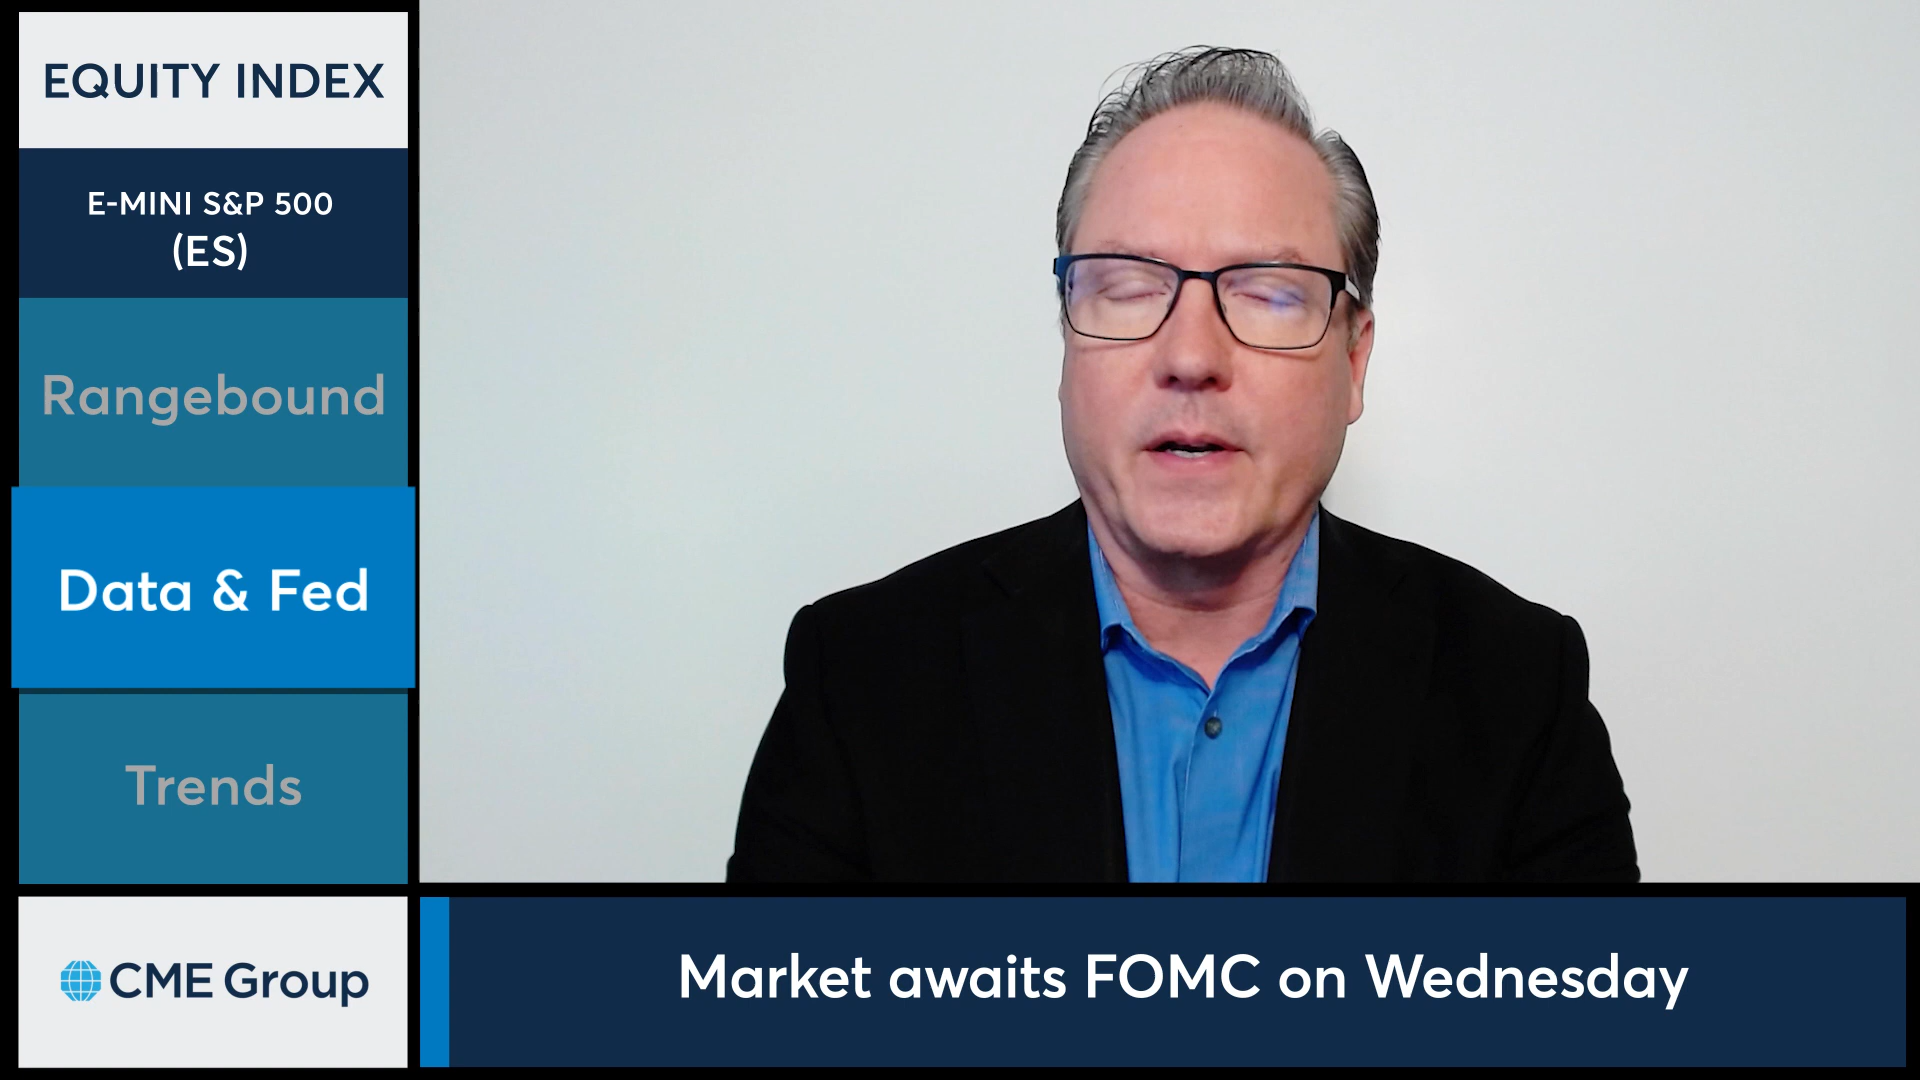 EQUITY INDEX
E-MINI S&P 500
(ES)
Rangebound
Data & Fed
Trends
CME Group
Market awaits FOMC on Wednesday